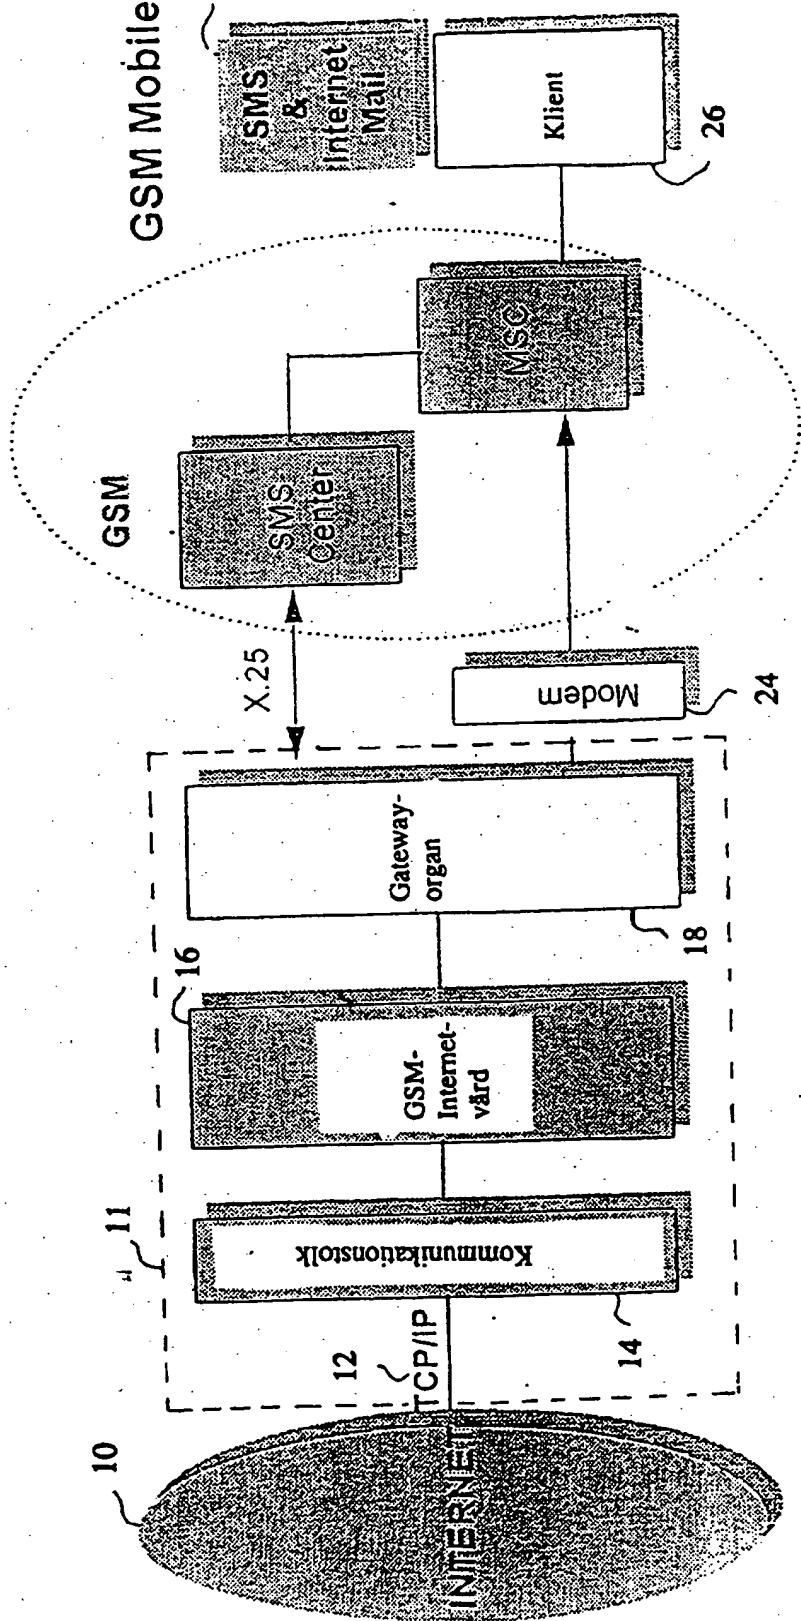 10
INTERNET
12
TCP/IP
11
14
Kommunikationstolk
16
GSM-
Internet-
värd
18
Gateway-
organ
X.25
24
Modem
GSM
SMS
Center
MSC
GSM Mobile
SMS
&
Internet
Mail
Klient
26